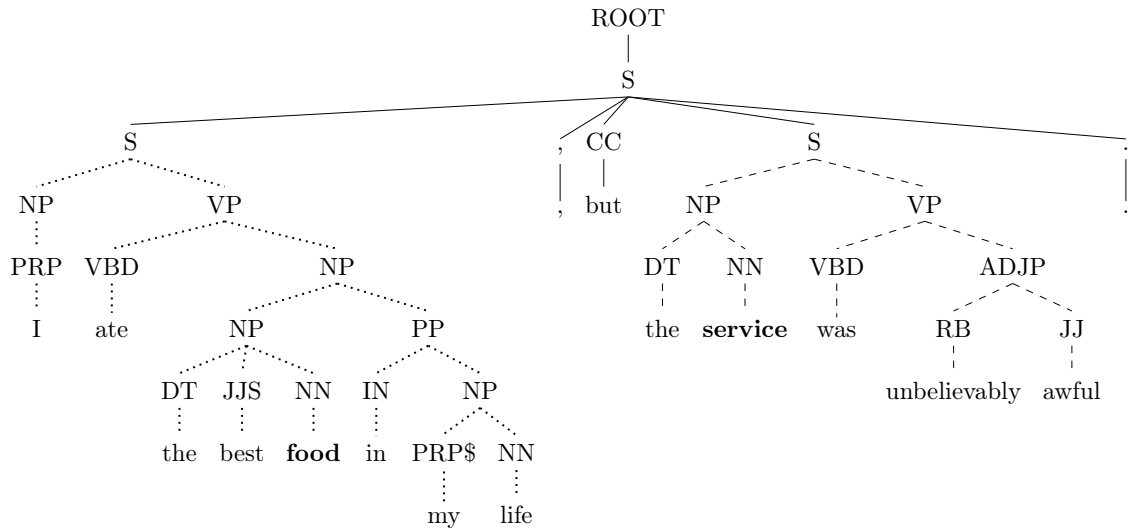 ROOT
S
S , CC S .
NP VP , but NP VP .
PRP VBD NP DT NN VBD ADJP
I ate NP PP the service was RB JJ
DT JJS NN IN NP unbelievably awful
the best food in PRP$ NN
my life